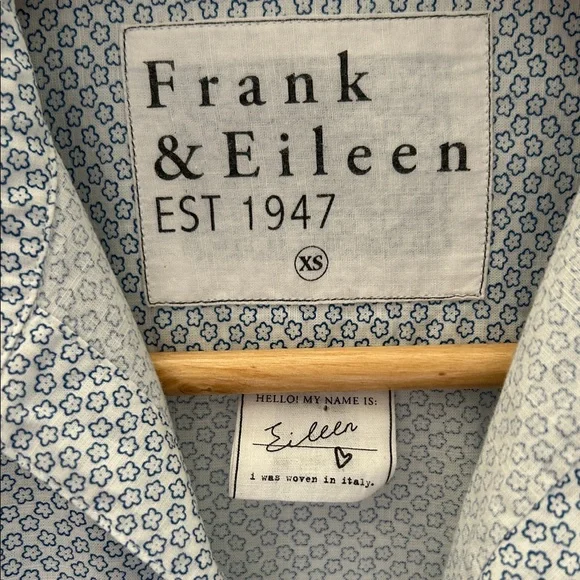 Frank
& Eileen
EST 1947
XS
HELLO! MY NAME IS:
Eileen
i was woven in italy.